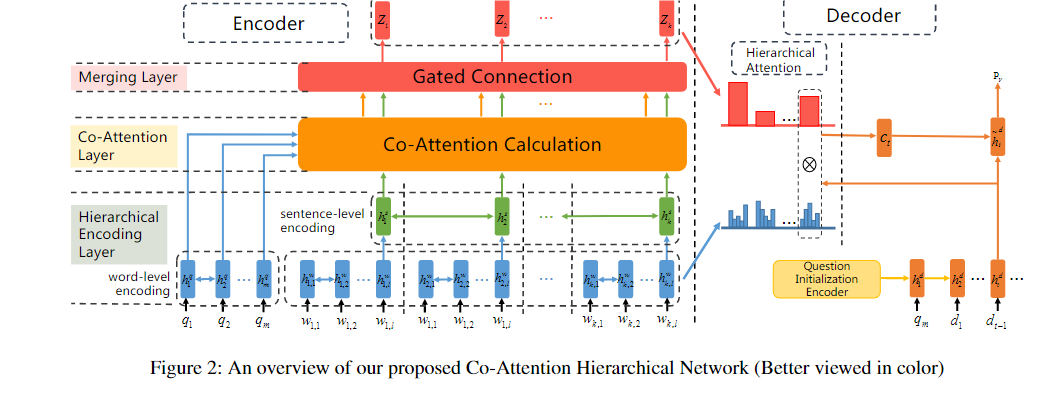 Encoder
Decoder
Z_1 Z_2 ... Z_k
Hierarchical
Attention
Merging Layer
Gated Connection
...
P_v
Co-Attention
Layer
Co-Attention Calculation
c_t
...
⊗
Hierarchical
Encoding
Layer
sentence-level
encoding
h_1^s h_2^s ... h_k^s
...
word-level
encoding
h_1^q h_2^q ... h_m^q h_{1,1}^w h_{1,2}^w ... h_{1,l}^w h_{2,1}^w h_{2,2}^w ... h_{2,l}^w ... h_{k,1}^w h_{k,2}^w ... h_{k,l}^w
Question
Initialization
Encoder
h_1^d h_2^d ... h_t^d ...
q_1 q_2 q_m w_{1,1} w_{1,2} w_{1,l} w_{1,1} w_{1,2} w_{1,l} w_{k,1} w_{k,2} w_{k,l} q_m d_1 d_{t-1}
Figure 2: An overview of our proposed Co-Attention Hierarchical Network (Better viewed in color)